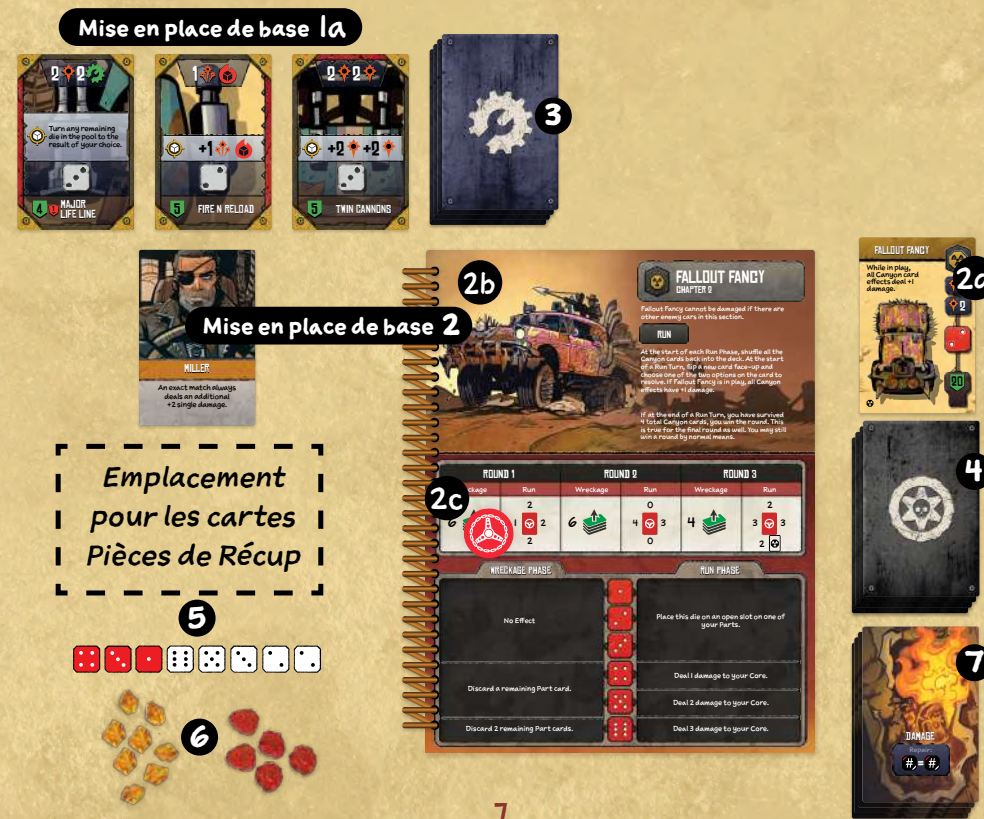 Mise en place de base 1a
2 2
Turn any remaining
die in the pool to the
result of your choice.
4 1 MAJOR
LIFE LINE
1
+1
5 FIRE N RELOAD
2 2
+2 +2
5 TWIN CANNONS
3
MILLER
An exact match always
deals an additional
+2 single damage.
Mise en place de base 2
2b
FALLOUT FANCY
CHAPTER 2
Fallout Fancy cannot be damaged if there are
other enemy cars in this section.
RUN
At the start of each Run Phase, shuffle all the
Canyon cards back into the deck. At the start
of a Run Turn, flip a new card face-up and
choose one of the two options on the card to
resolve. If Fallout Fancy is in play, all Canyon
effects have +1 damage.
If at the end of a Run Turn, you have survived
4 total Canyon cards, you win the round. This
is true for the final round as well. You may still
win a round by normal means.
FALLOUT FANCY
While in play,
all Canyon card
effects deal +1
damage.
2
20
4
2c
ROUND 1 ROUND 2 ROUND 3
ckage Run Wreckage Run Wreckage Run
6 2 1 2 2
6 0 4 3 0
4 2 3 3 2
WRECKAGE PHASE RUN PHASE
No Effect
Place this die on an open slot on one of
your Parts.
Discard a remaining Part card.
Deal 1 damage to your Core.
Deal 2 damage to your Core.
Discard 2 remaining Part cards.
Deal 3 damage to your Core.
Emplacement
pour les cartes
Pièces de Récup
5
6
7
DAMAGE
Repair:
#, = #,
7